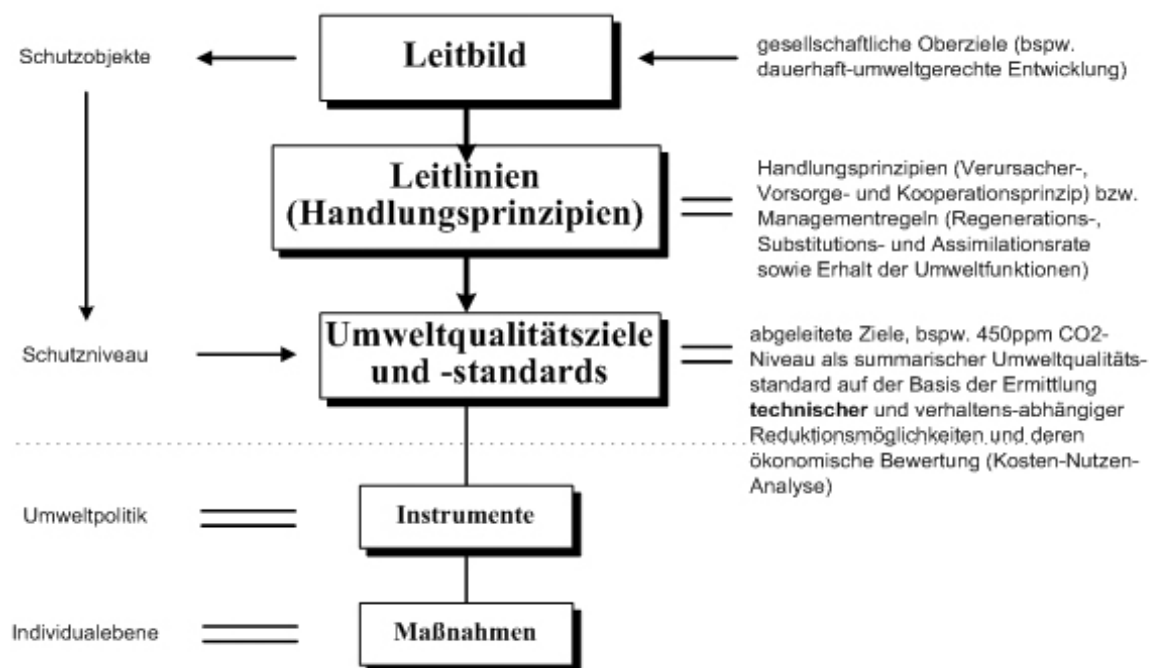 Schutzobjekte
Leitbild
gesellschaftliche Oberziele (bspw.
dauerhaft-umweltgerechte Entwicklung)
Leitlinien
(Handlungsprinzipien)
Handlungsprinzipien (Verursacher-,
Vorsorge- und Kooperationsprinzip) bzw.
Managementregeln (Regenerations-,
Substitutions- und Assimilationsrate
sowie Erhalt der Umweltfunktionen)
Schutzniveau
Umweltqualitätsziele
und -standards
abgeleitete Ziele, bspw. 450ppm CO2-
Niveau als summarischer Umweltqualitäts-
standard auf der Basis der Ermittlung
technischer und verhaltens-abhängiger
Reduktionsmöglichkeiten und deren
ökonomische Bewertung (Kosten-Nutzen-
Analyse)
Umweltpolitik
Instrumente
Individualebene
Maßnahmen